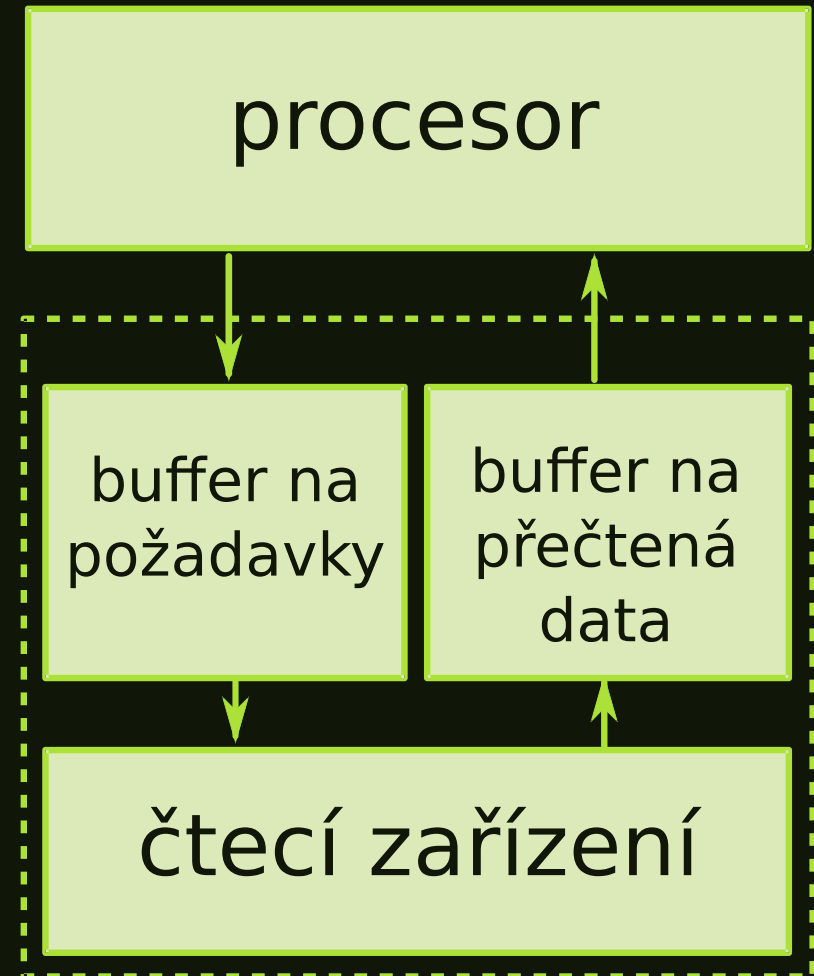 procesor
buffer na
požadavky
buffer na
přečtená
data
čtecí zařízení